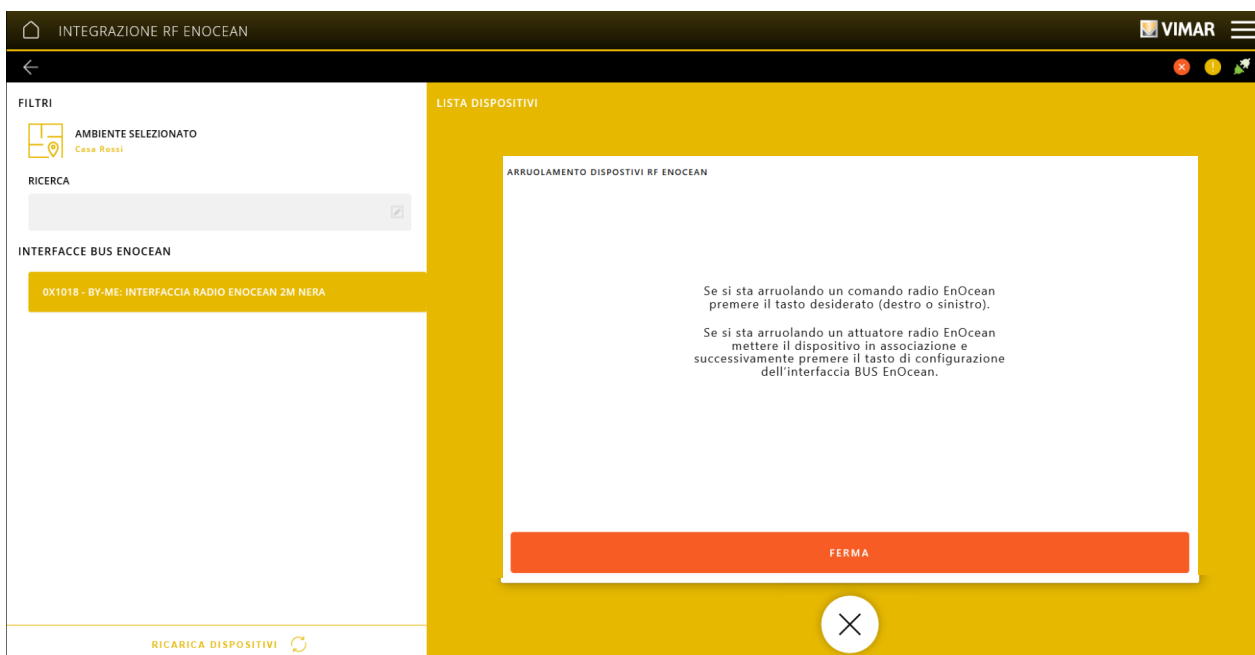 INTEGRAZIONE RF ENOCEAN
VIMAR
FILTRI
AMBIENTE SELEZIONATO
Casa Rossi
RICERCA
INTERFACCE BUS ENOCEAN
0X1018 - BY-ME: INTERFACCIA RADIO ENOCEAN 2M NERA
RICARICA DISPOSITIVI
LISTA DISPOSITIVI
ARRUOLAMENTO DISPOSTIVI RF ENOCEAN
Se si sta arruolando un comando radio EnOcean
premere il tasto desiderato (destro o sinistro).
Se si sta arruolando un attuatore radio EnOcean
mettere il dispositivo in associazione e
successivamente premere il tasto di configurazione
dell'interfaccia BUS EnOcean.
FERMA